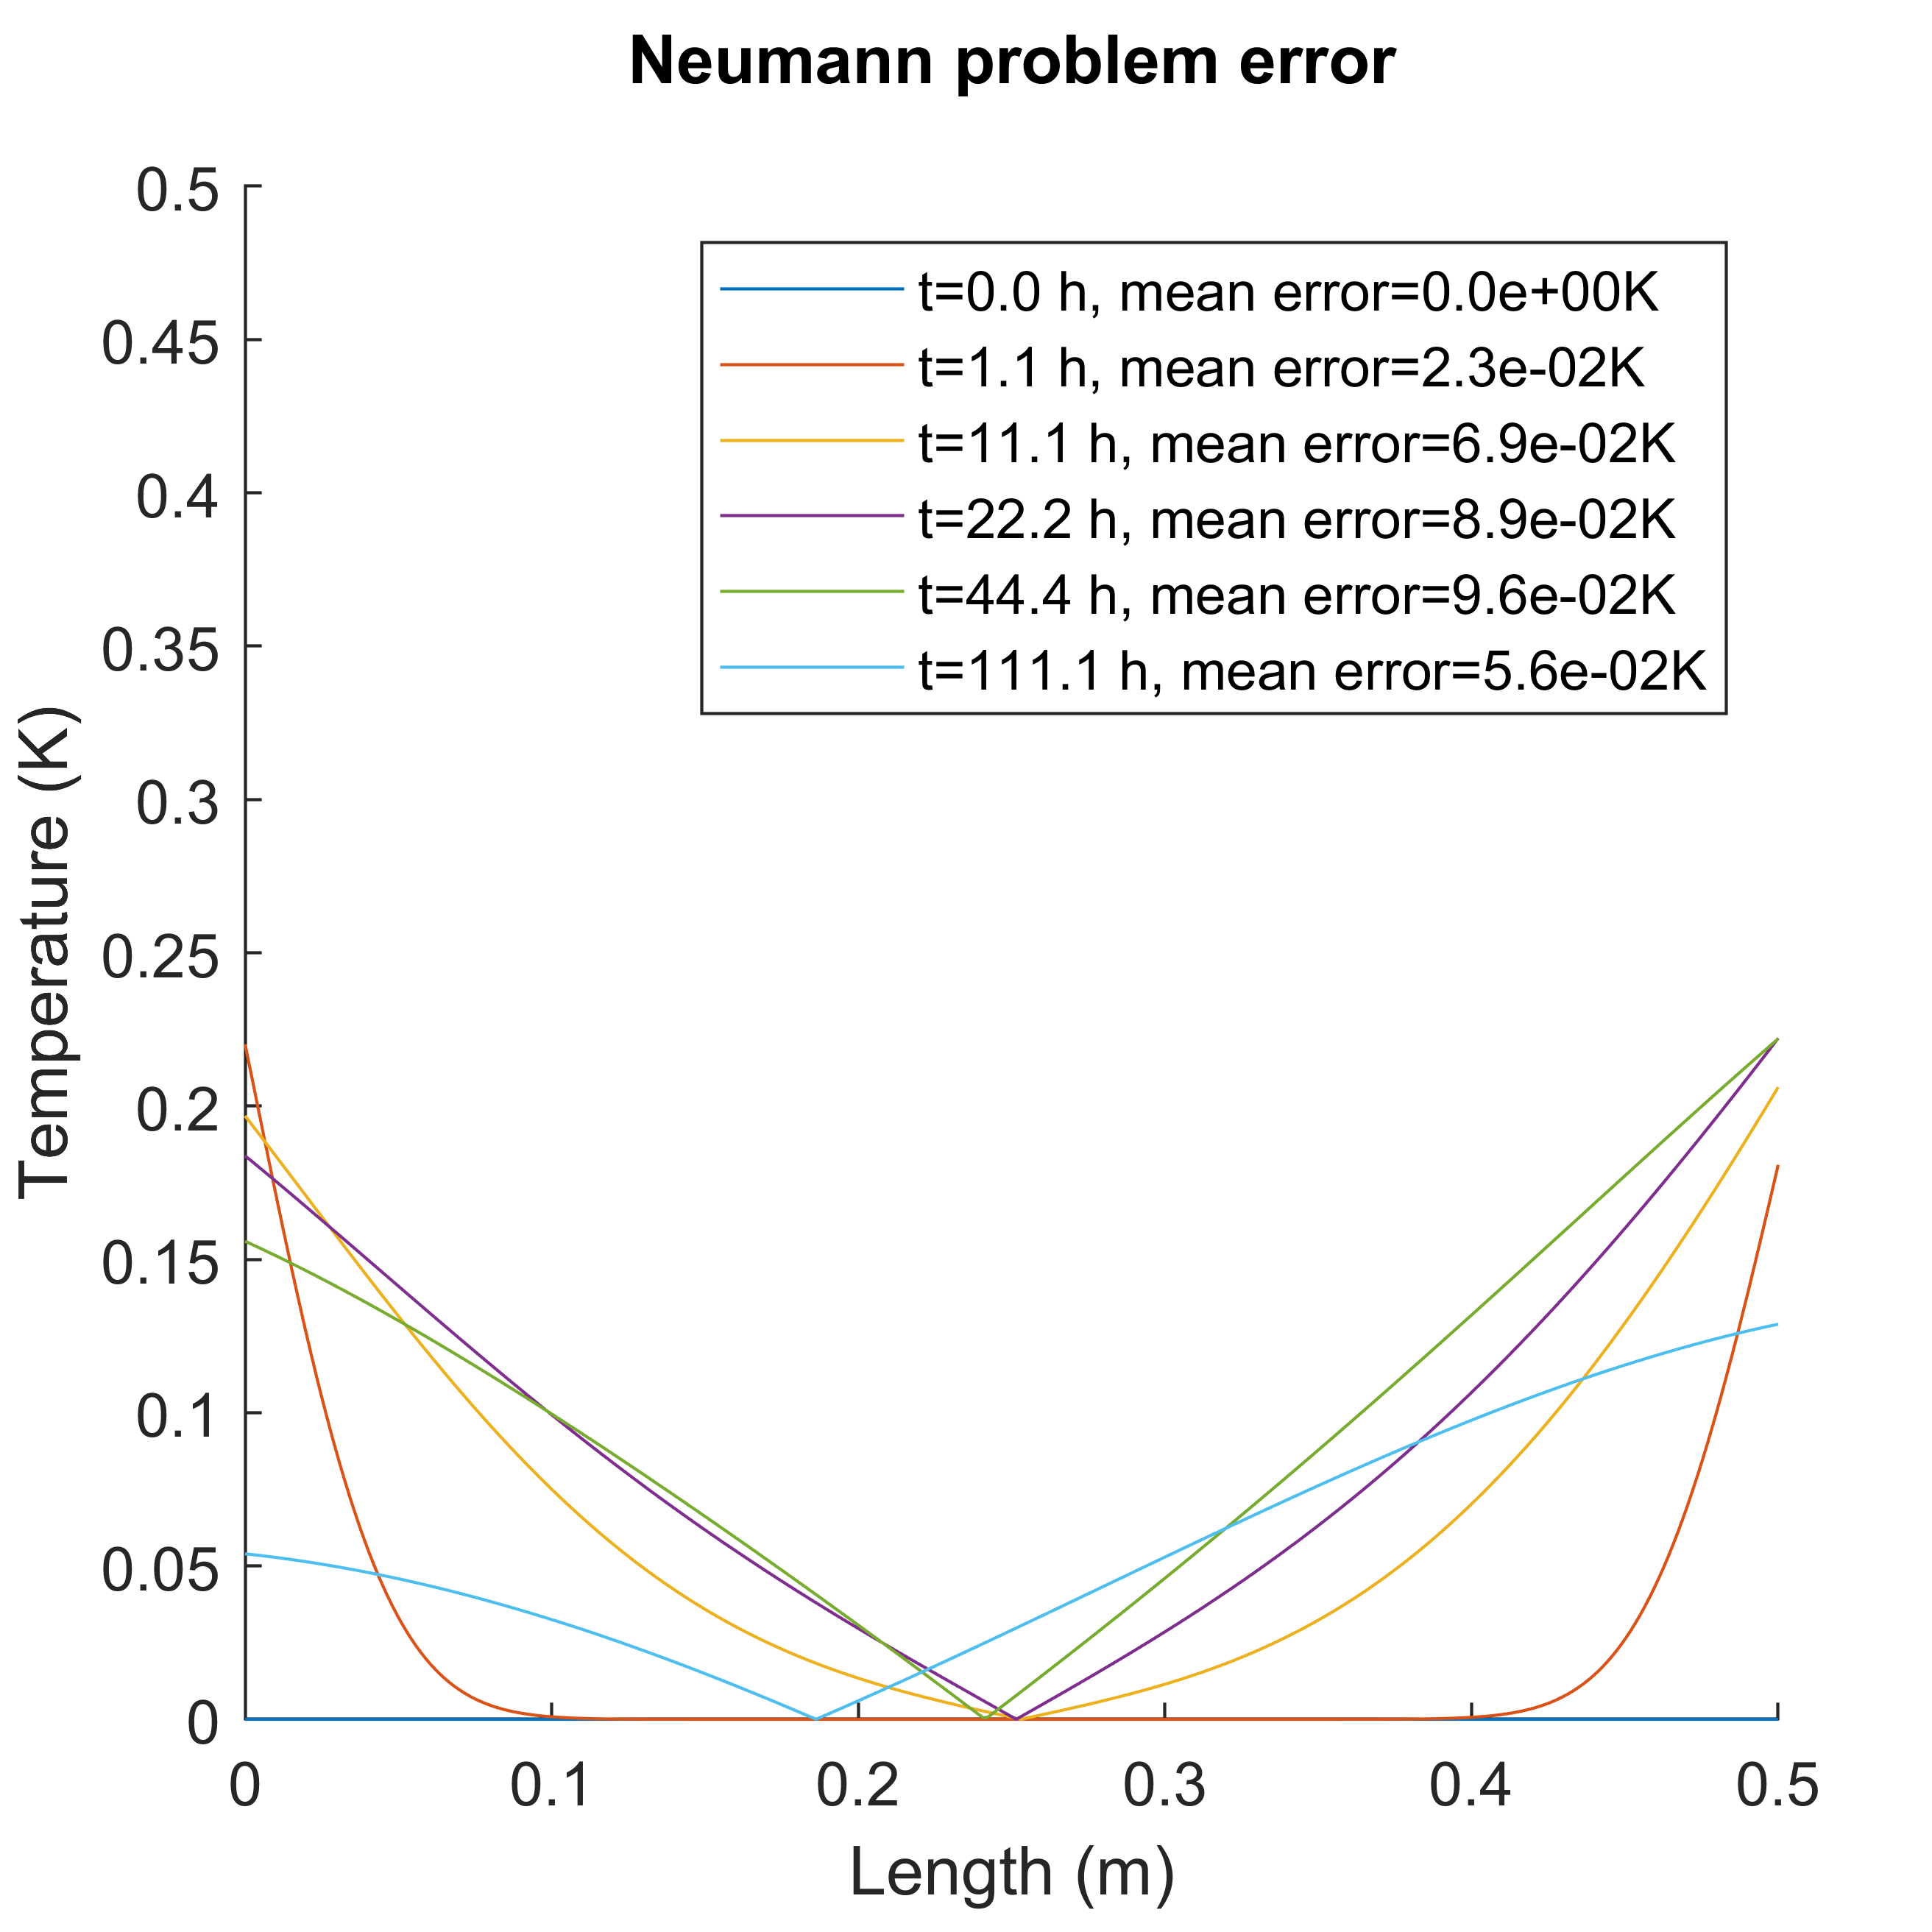 Neumann problem error
0.5
0.45
0.4
0.35
0.3
0.25
0.2
0.15
0.1
0.05
0
Temperature (K)
t=0.0 h, mean error=0.0e+00K
t=1.1 h, mean error=2.3e-02K
t=11.1 h, mean error=6.9e-02K
t=22.2 h, mean error=8.9e-02K
t=44.4 h, mean error=9.6e-02K
t=111.1 h, mean error=5.6e-02K
0 0.1 0.2 0.3 0.4 0.5
Length (m)